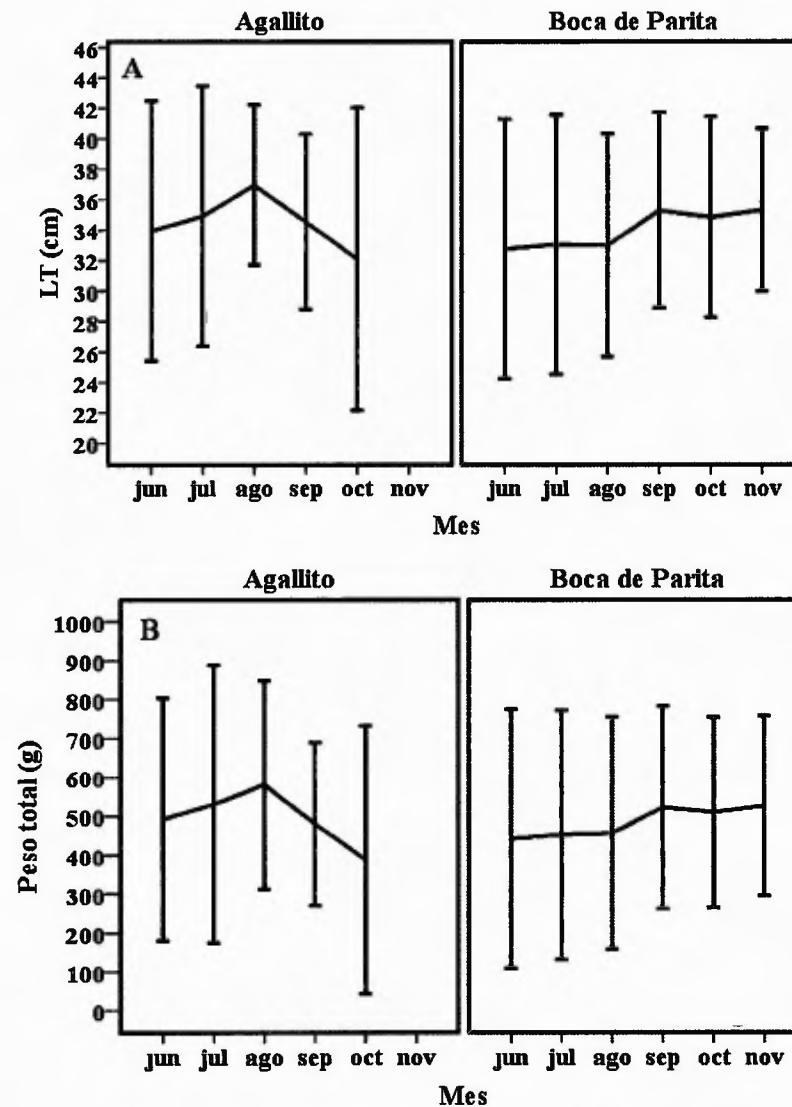 Agallito Boca de Parita
A
LT (cm)
46
44
42
40
38
36
34
32
30
28
26
24
22
20
jun jul ago sep oct nov jun jul ago sep oct nov
Mes
Agallito Boca de Parita
B
Peso total (g)
1000
900
800
700
600
500
400
300
200
100
0
jun jul ago sep oct nov jun jul ago sep oct nov
Mes